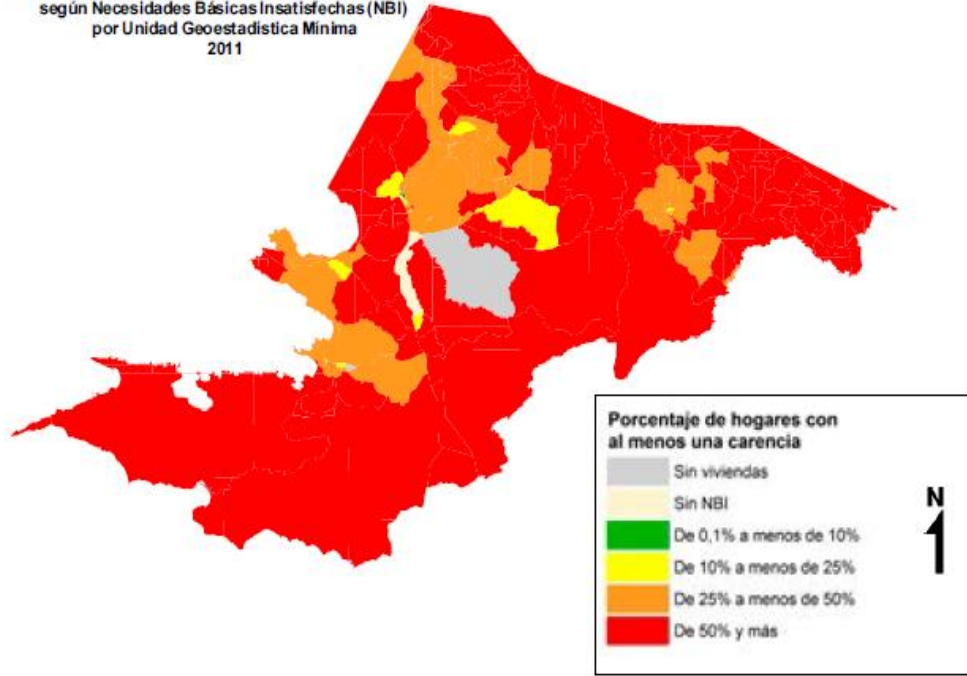 según Necesidades Básicas Insatisfechas (NBI)
por Unidad Geoestadistica Mínima
2011
Porcentaje de hogares con
al menos una carencia
Sin viviendas
Sin NBI
De 0,1% a menos de 10%
De 10% a menos de 25%
De 25% a menos de 50%
De 50% y más
N